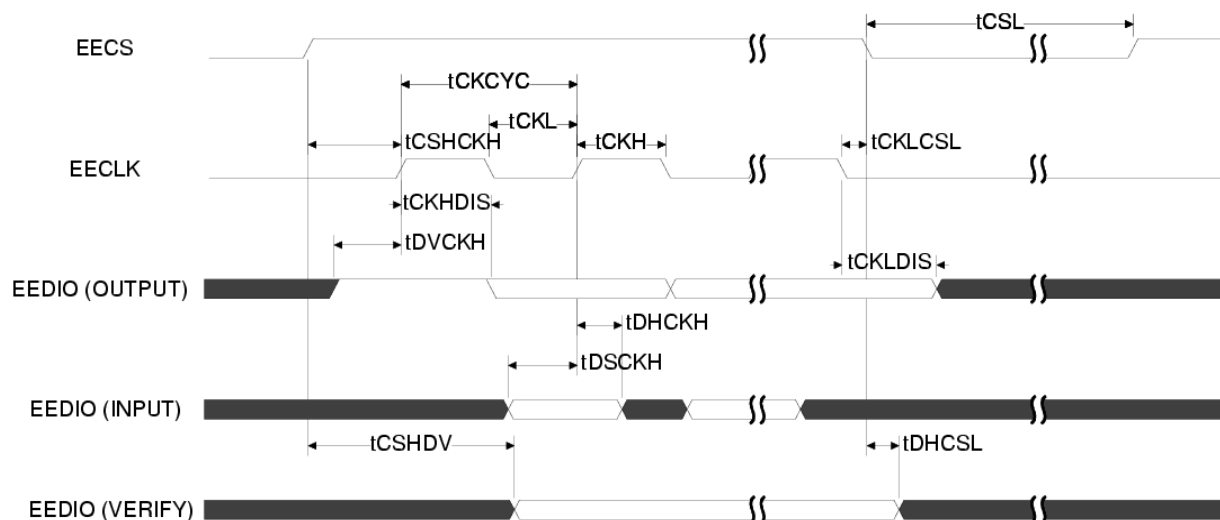 tCSL
EECS
tCKCYC
tCKL
tCSHCKH
tCKH
tCKLCSL
EECLK
tCKHDIS
tDVCKH
tCKLDIS
EEDIO (OUTPUT)
tDHCKH
tDSCKH
EEDIO (INPUT)
tCSHDV
tDHCSL
EEDIO (VERIFY)